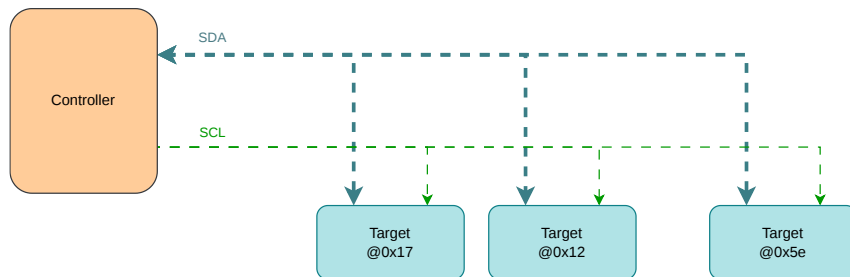 SDA
Controller
SCL
Target
@0x17
Target
@0x12
Target
@0x5e